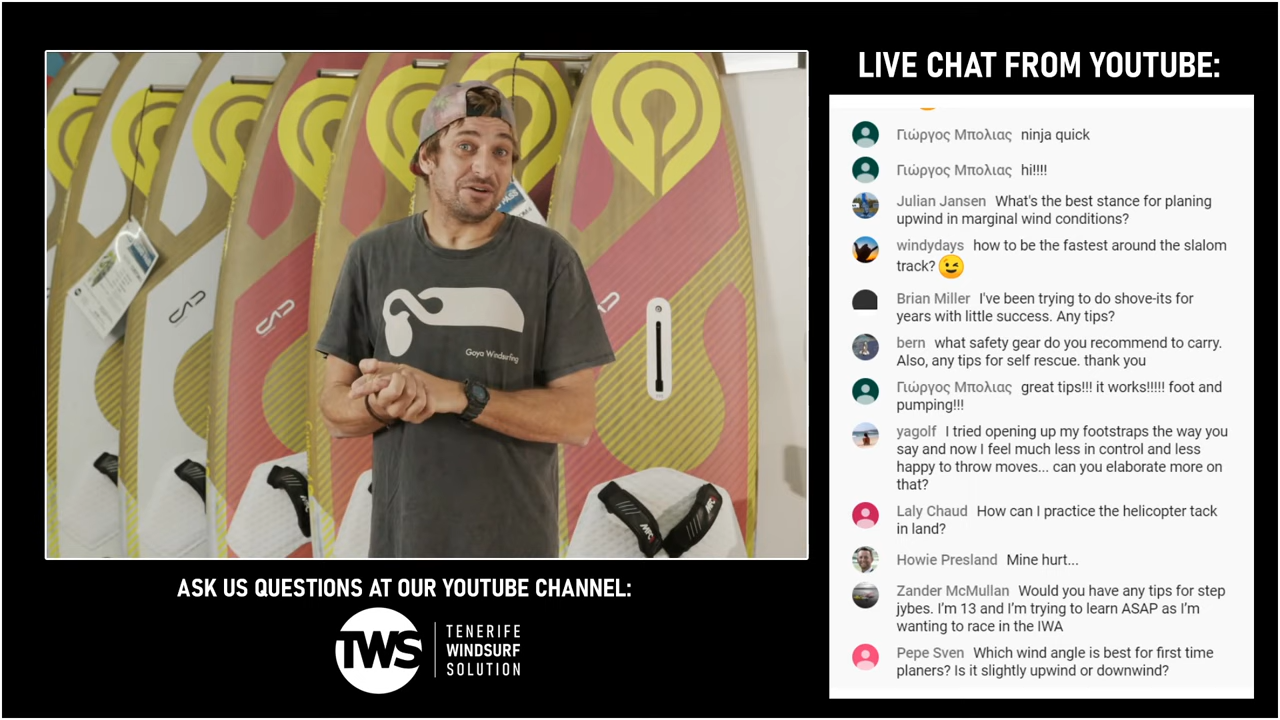 LIVE CHAT FROM YOUTUBE:
Γιώργος Μπολιας ninja quick
Γιώργος Μπολιας hi!!!!
Julian Jansen What's the best stance for planing
upwind in marginal wind conditions?
windydays how to be the fastest around the slalom
track? 😉
Brian Miller I've been trying to do shove-its for
years with little success. Any tips?
bern what safety gear do you recommend to carry.
Also, any tips for self rescue. thank you
Γιώργος Μπολιας great tips!!! it works!!!!! foot and
pumping!!!
yagolf I tried opening up my footstraps the way you
say and now I feel much less in control and less
happy to throw moves... can you elaborate more on
that?
Laly Chaud How can I practice the helicopter tack
in land?
Howie Presland Mine hurt...
Zander McMullan Would you have any tips for step
jybes. I'm 13 and I'm trying to learn ASAP as I'm
wanting to race in the IWA
Pepe Sven Which wind angle is best for first time
planers? Is it slightly upwind or downwind?
Goya Windsurfing
MFC
MFC
ASK US QUESTIONS AT OUR YOUTUBE CHANNEL:
TWS
TENERIFE
WINDSURF
SOLUTION